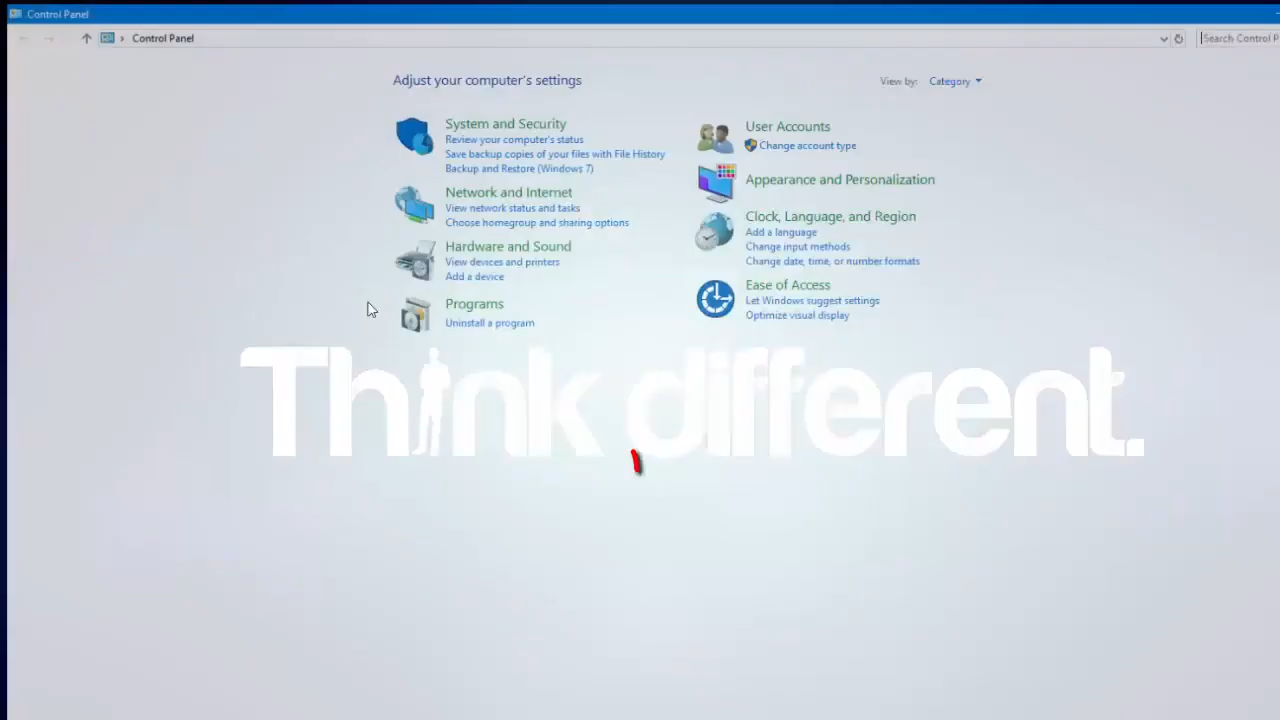 Control Panel
Control Panel
Search Control P
Adjust your computer's settings
View by: Category
System and Security
Review your computer's status
Save backup copies of your files with File History
Backup and Restore (Windows 7)
Network and Internet
View network status and tasks
Choose homegroup and sharing options
Hardware and Sound
View devices and printers
Add a device
Programs
Uninstall a program
User Accounts
Change account type
Appearance and Personalization
Clock, Language, and Region
Add a language
Change input methods
Change date, time, or number formats
Ease of Access
Let Windows suggest settings
Optimize visual display
Think different.